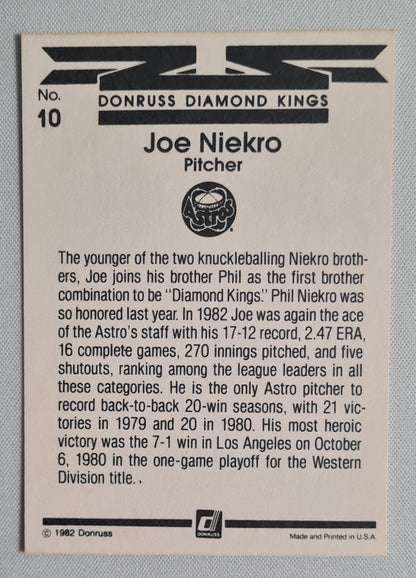 No.
10
DONRUSS DIAMOND KINGS
Joe Niekro
Pitcher
Astros
The younger of the two knuckleballing Niekro broth-
ers, Joe joins his brother Phil as the first brother
combination to be "Diamond Kings." Phil Niekro was
so honored last year. In 1982 Joe was again the ace
of the Astro's staff with his 17-12 record, 2.47 ERA,
16 complete games, 270 innings pitched, and five
shutouts, ranking among the league leaders in all
these categories. He is the only Astro pitcher to
record back-to-back 20-win seasons, with 21 vic-
tories in 1979 and 20 in 1980. His most heroic
victory was the 7-1 win in Los Angeles on October
6, 1980 in the one-game playoff for the Western
Division title. .
© 1982 Donruss
d
DONRUSS
Made and Printed in U.S.A.